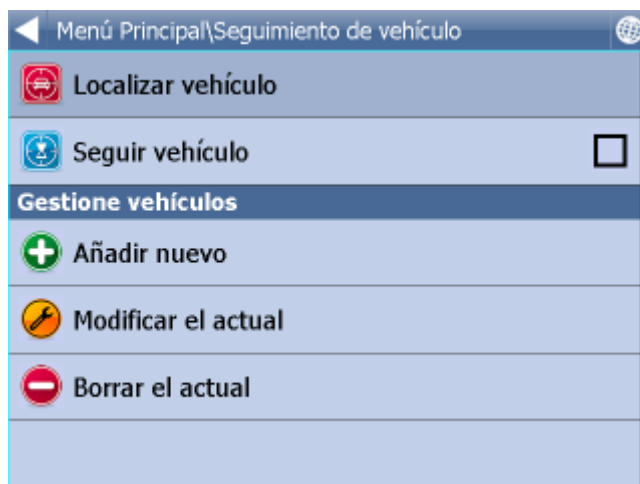 Menú Principal\Seguimiento de vehículo
Localizar vehículo
Seguir vehículo
Gestione vehículos
Añadir nuevo
Modificar el actual
Borrar el actual